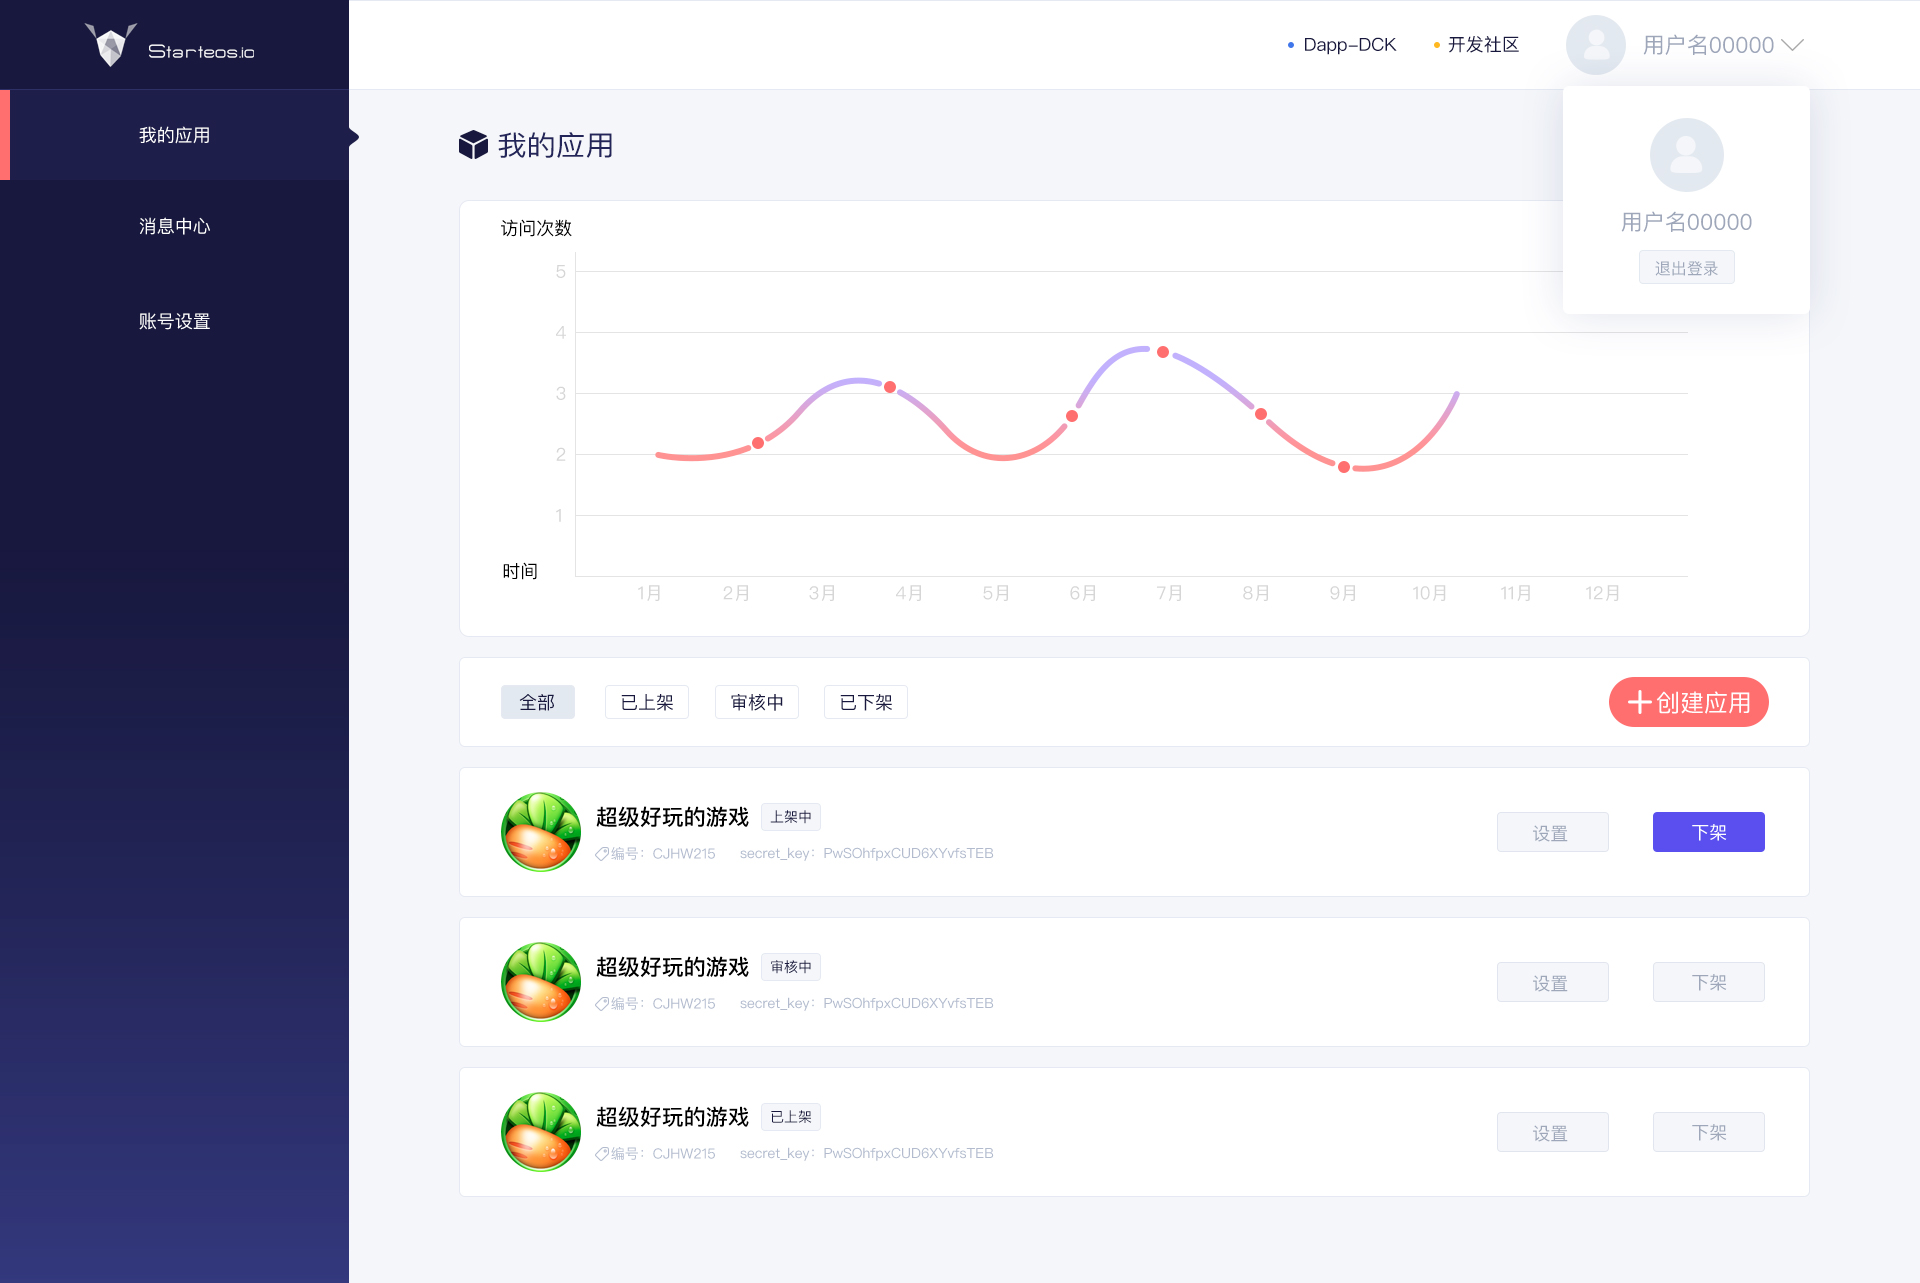 Starteos.io
Dapp-DCK
开发社区
用户名00000
我的应用
消息中心
账号设置
我的应用
用户名00000
退出登录
访问次数
5
4
3
2
1
时间
1月 2月 3月 4月 5月 6月 7月 8月 9月 10月 11月 12月
全部 已上架 审核中 已下架
创建应用
超级好玩的游戏 上架中
编号：CJHW215 secret_key：PwSOhfpxCUD6XYvfsTEB
设置 下架
超级好玩的游戏 审核中
编号：CJHW215 secret_key：PwSOhfpxCUD6XYvfsTEB
设置 下架
超级好玩的游戏 已上架
编号：CJHW215 secret_key：PwSOhfpxCUD6XYvfsTEB
设置 下架